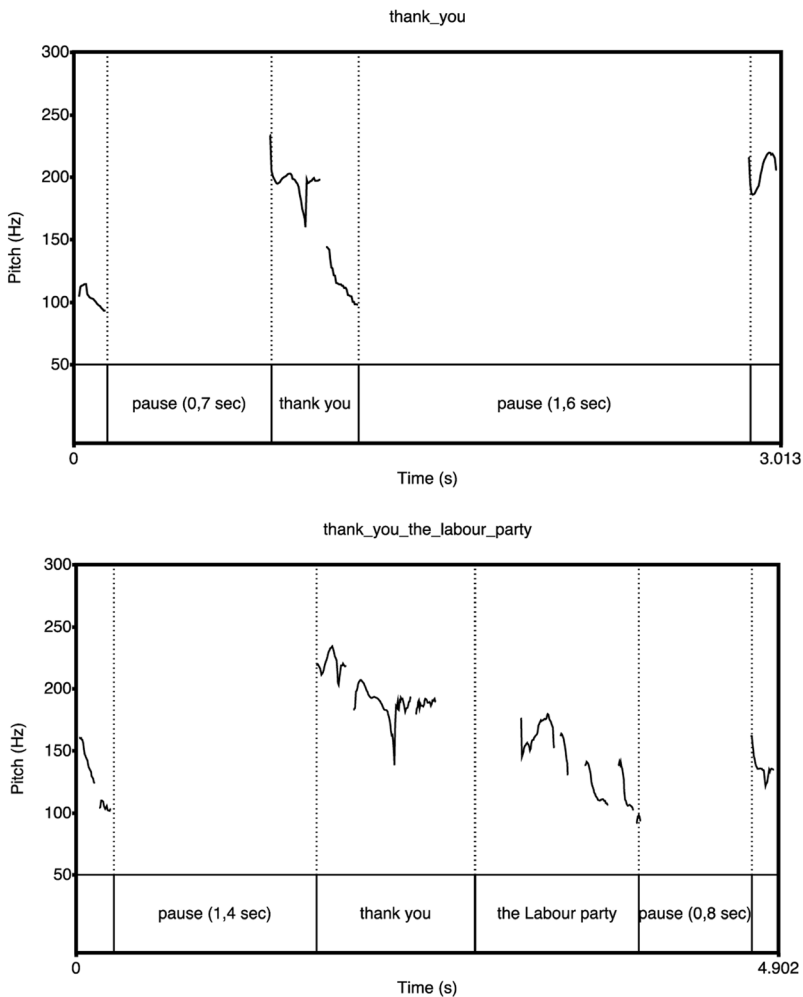 thank_you
300
250
200
150
100
50
Pitch (Hz)
pause (0,7 sec) thank you pause (1,6 sec)
0 3.013
Time (s)
thank_you_the_labour_party
300
250
200
150
100
50
Pitch (Hz)
pause (1,4 sec) thank you the Labour party pause (0,8 sec)
0 4.902
Time (s)